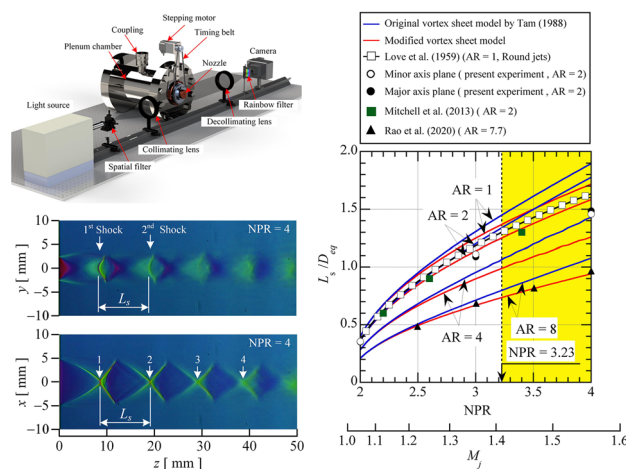 Stepping motor
Coupling
Timing belt
Plenum chamber
Nozzle
Camera
Light source
Rainbow filter
Decollimating lens
Collimating lens
Spatial filter
1st Shock
2nd Shock
NPR = 4
10
5
0
−5
−10
y [ mm ]
Ls
NPR = 4
10
5
0
−5
−10
x [ mm ]
1
2
3
4
Ls
0
10
20
30
40
50
z [ mm ]
Original vortex sheet model by Tam (1988)
Modified vortex sheet model
Love et al. (1959) (AR = 1, Round jets)
Minor axis plane (present experiment , AR = 2)
Major axis plane (present experiment , AR = 2)
Mitchell et al. (2013) ( AR = 2)
Rao et al. (2020) ( AR = 7.7)
2.0
1.5
1.0
0.5
0
Ls/Deq
AR = 1
AR = 2
AR = 4
AR = 8
NPR = 3.23
2
2.5
3
3.5
4
NPR
1.0
1.1
1.2
1.3
1.4
1.5
1.6
Mj